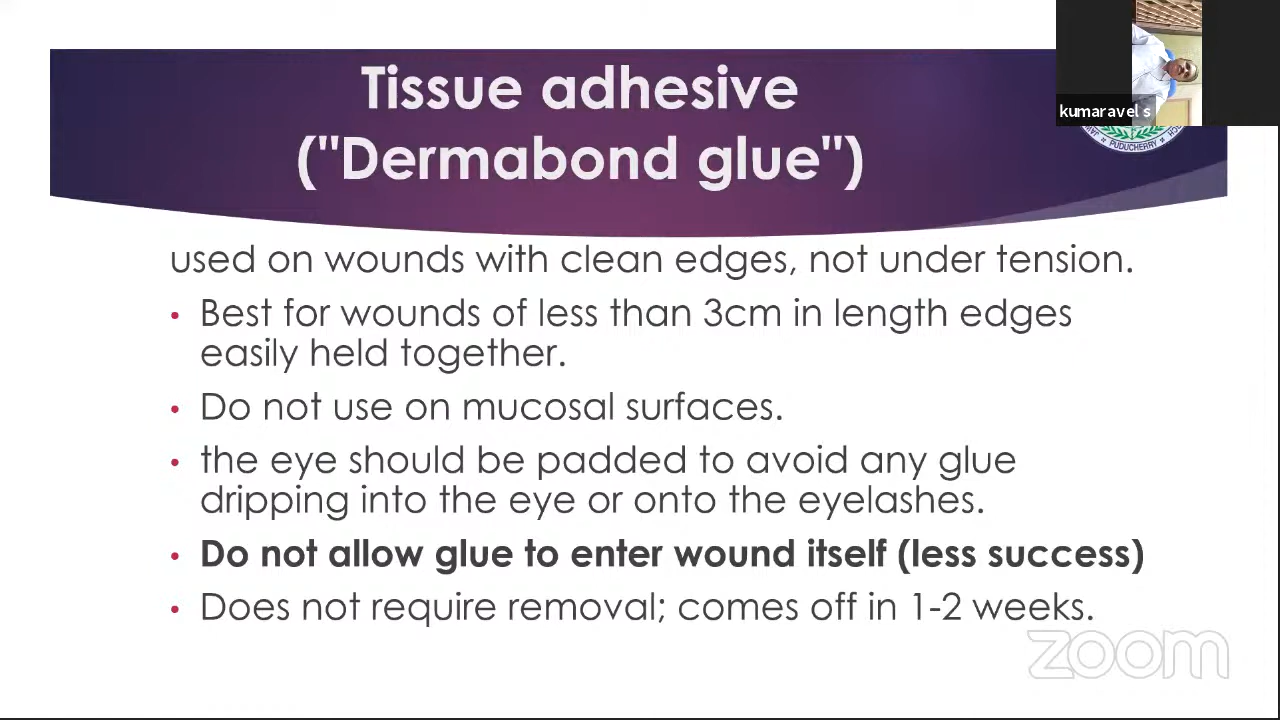 Tissue adhesive
("Dermabond glue")
kumaravel s
PUDUCHERRY
used on wounds with clean edges, not under tension.
• Best for wounds of less than 3cm in length edges
easily held together.
• Do not use on mucosal surfaces.
• the eye should be padded to avoid any glue
dripping into the eye or onto the eyelashes.
• Do not allow glue to enter wound itself (less success)
• Does not require removal; comes off in 1-2 weeks.
zoom